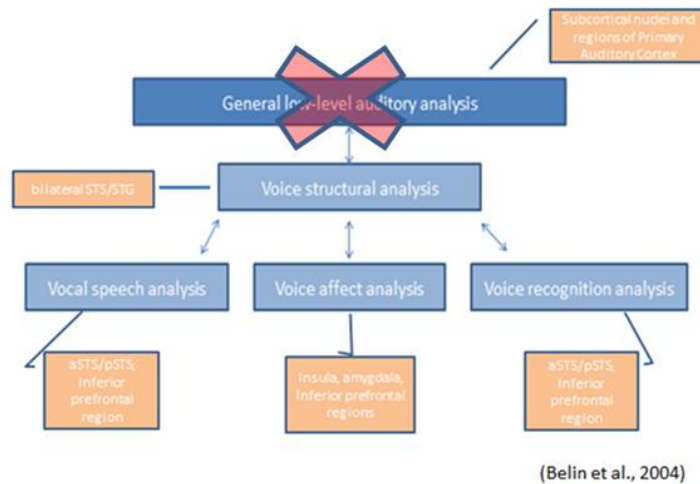 Subcortical nuclei and
regions of Primary
Auditory Cortex
General low-level auditory analysis
bilateral STS/STG
Voice structural analysis
Vocal speech analysis
Voice affect analysis
Voice recognition analysis
aSTS/pSTS,
Inferior
prefrontal
region
Insula, amygdala,
Inferior prefrontal
regions
aSTS/pSTS,
Inferior
prefrontal
region
(Belin et al., 2004)